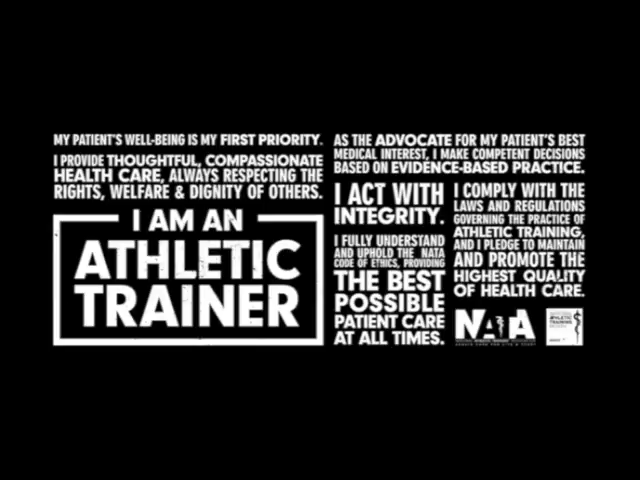 MY PATIENT'S WELL-BEING IS MY FIRST PRIORITY.
I PROVIDE THOUGHTFUL, COMPASSIONATE
HEALTH CARE, ALWAYS RESPECTING THE
RIGHTS, WELFARE & DIGNITY OF OTHERS.
I AM AN
ATHLETIC
TRAINER
AS THE ADVOCATE FOR MY PATIENT'S BEST
MEDICAL INTEREST, I MAKE COMPETENT DECISIONS
BASED ON EVIDENCE-BASED PRACTICE.
I ACT WITH
INTEGRITY.
I FULLY UNDERSTAND
AND UPHOLD THE NATA
CODE OF ETHICS, PROVIDING
THE BEST
POSSIBLE
PATIENT CARE
AT ALL TIMES.
I COMPLY WITH THE
LAWS AND REGULATIONS
GOVERNING THE PRACTICE OF
ATHLETIC TRAINING,
AND I PLEDGE TO MAINTAIN
AND PROMOTE THE
HIGHEST QUALITY
OF HEALTH CARE.
NATA
ATHLETIC
TRAINING